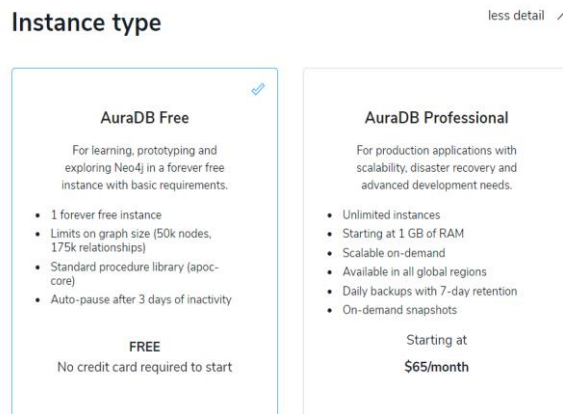 Instance type
less detail
AuraDB Free
For learning, prototyping and
exploring Neo4j in a forever free
instance with basic requirements.
• 1 forever free instance
• Limits on graph size (50k nodes,
175k relationships)
• Standard procedure library (apoc-
core)
• Auto-pause after 3 days of inactivity
FREE
No credit card required to start
AuraDB Professional
For production applications with
scalability, disaster recovery and
advanced development needs.
• Unlimited instances
• Starting at 1 GB of RAM
• Scalable on-demand
• Available in all global regions
• Daily backups with 7-day retention
• On-demand snapshots
Starting at
$65/month